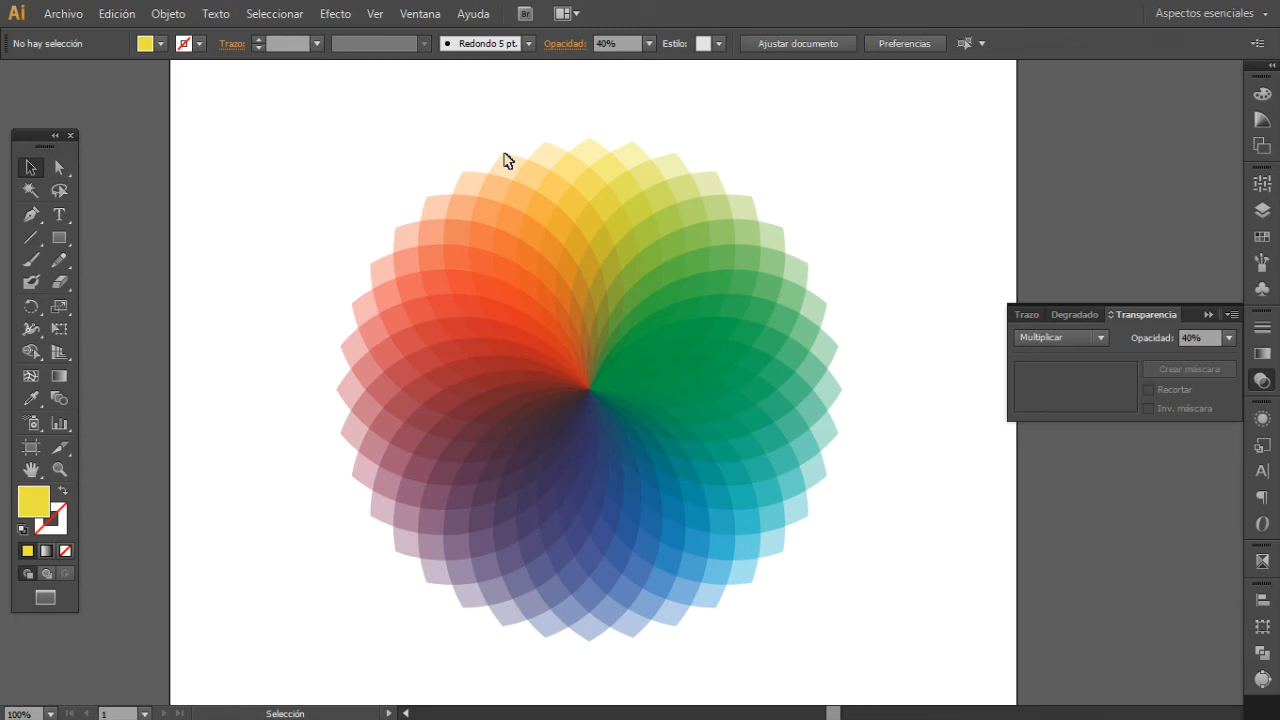 Ai Archivo Edición Objeto Texto Seleccionar Efecto Ver Ventana Ayuda Br Aspectos esenciales
No hay selección Trazo: Redondo 5 pt. Opacidad: 40% Estilo: Ajustar documento Preferencias
Trazo Degradado Transparencia
Multiplicar Opacidad: 40%
Crear máscara
Recortar
Inv. máscara
100% 1 Selección